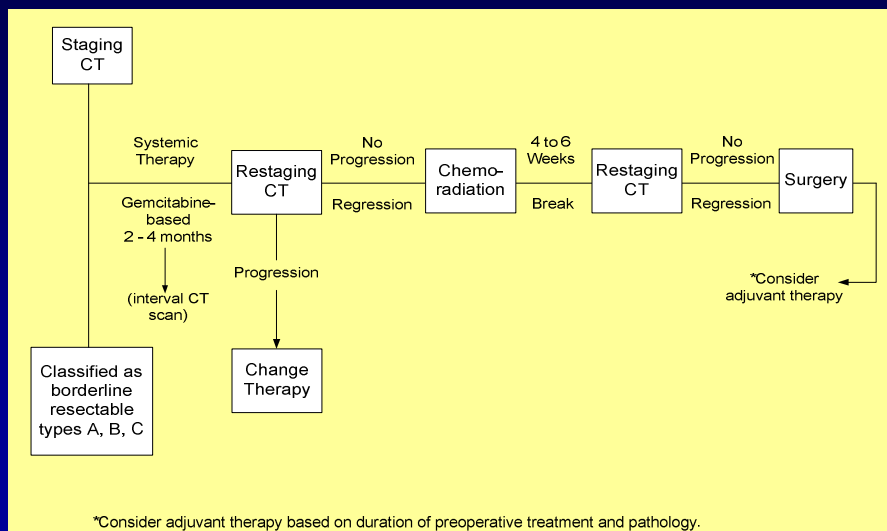 Staging
CT
Systemic
Therapy
Gemcitabine-
based
2 - 4 months
(interval CT
scan)
Classified as
borderline
resectable
types A, B, C
Restaging
CT
Progression
Change
Therapy
No
Progression
Regression
Chemo-
radiation
4 to 6
Weeks
Break
Restaging
CT
No
Progression
Regression
Surgery
*Consider
adjuvant therapy
*Consider adjuvant therapy based on duration of preoperative treatment and pathology.